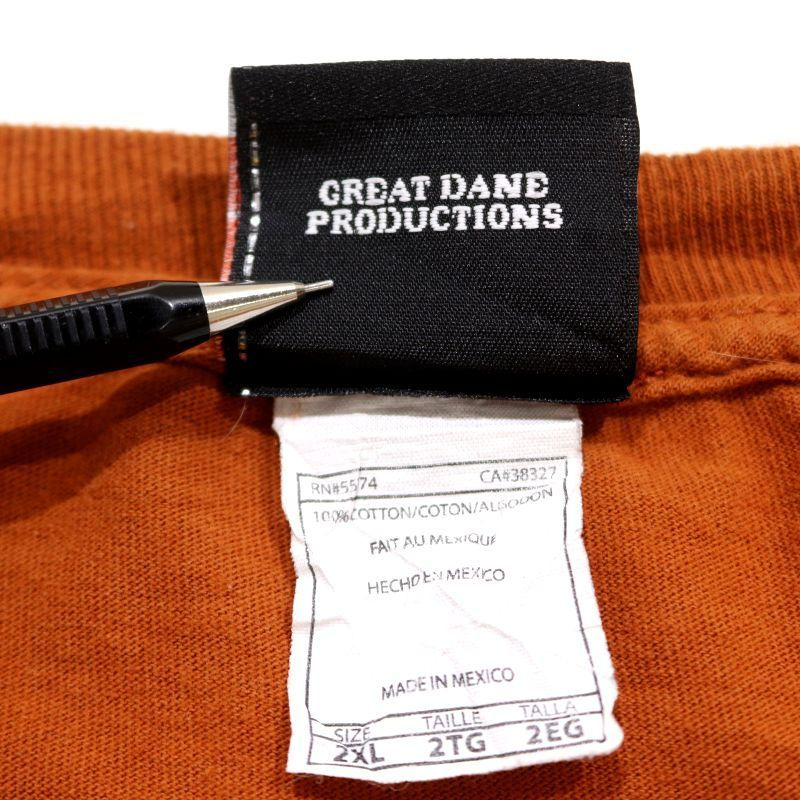 GREAT DANE
PRODUCTIONS
RN#5574 CA#38327
100%COTTON/COTON/ALGODON
FAIT AU MEXIQUE
HECHO EN MEXICO
MADE IN MEXICO
SIZE TAILLE TALLA
2XL 2TG 2EG